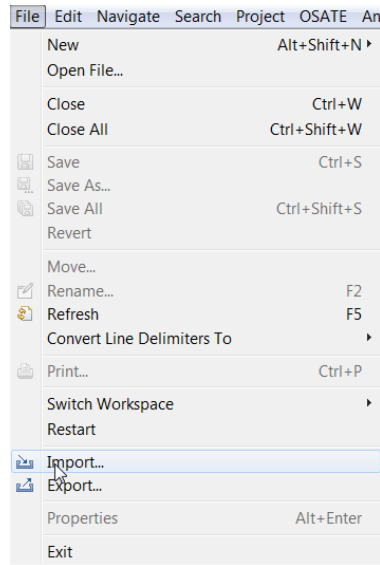 File Edit Navigate Search Project OSATE An
New Alt+Shift+N
Open File...
Close Ctrl+W
Close All Ctrl+Shift+W
Save Ctrl+S
Save As...
Save All Ctrl+Shift+S
Revert
Move...
Rename... F2
Refresh F5
Convert Line Delimiters To
Print... Ctrl+P
Switch Workspace
Restart
Import...
Export...
Properties Alt+Enter
Exit